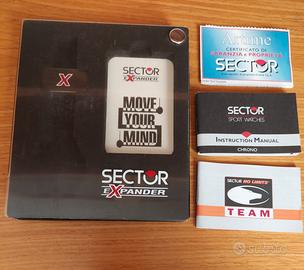 X
SECTOR
EXPANDER
MOVE
YOUR
MIND
SECTOR
EXPANDER
CERTIFICATO DI
GARANZIA e PROPRIETÀ
SECTOR
SECTOR
SPORT WATCHES
INSTRUCTION MANUAL
CHRONO
SECTOR NO LIMITS
TEAM
Subito